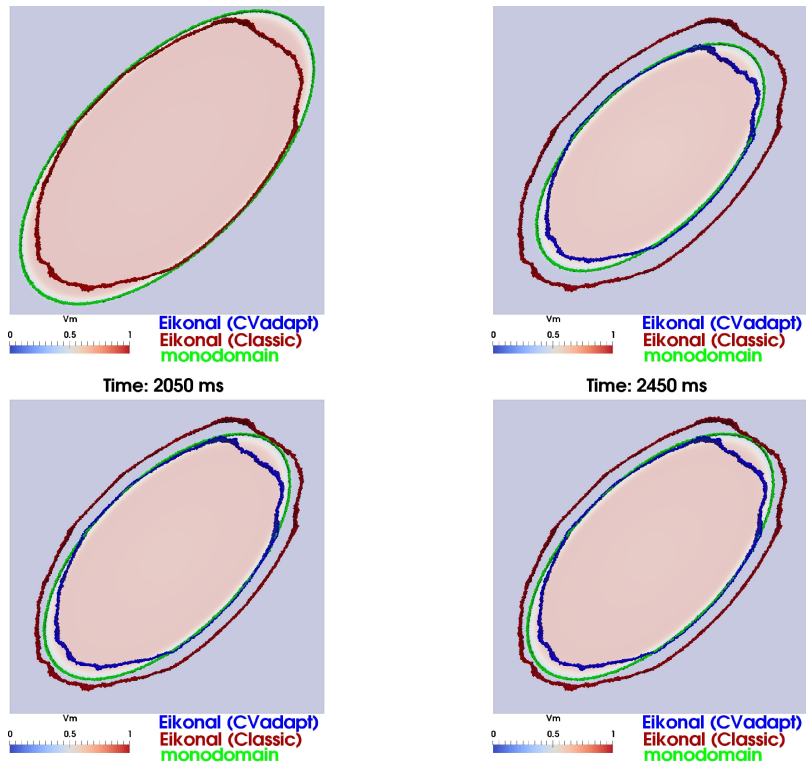 Vm
0 0.5 1
Eikonal (CVadapt)
Eikonal (Classic)
monodomain
Vm
0 0.5 1
Eikonal (CVadapt)
Eikonal (Classic)
monodomain
Time: 2050 ms
Time: 2450 ms
Vm
0 0.5 1
Eikonal (CVadapt)
Eikonal (Classic)
monodomain
Vm
0 0.5 1
Eikonal (CVadapt)
Eikonal (Classic)
monodomain